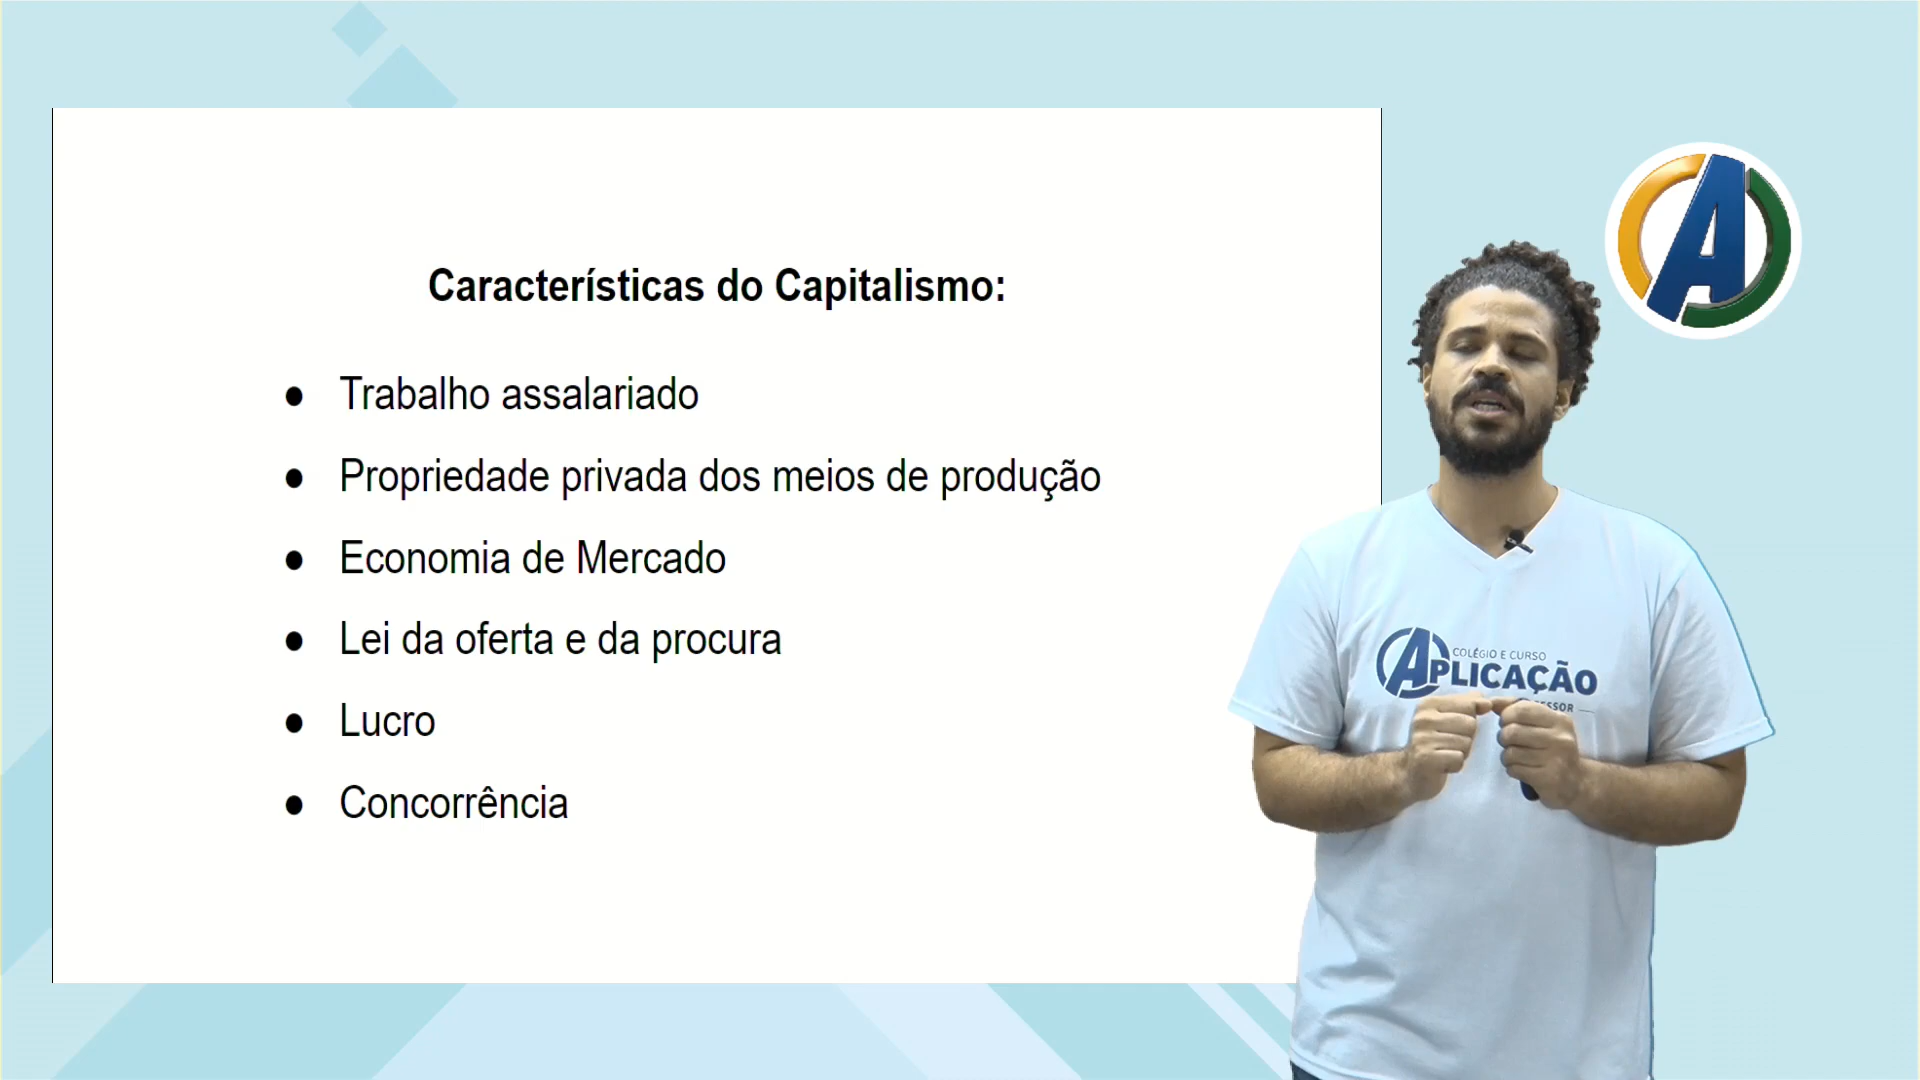 Características do Capitalismo:
● Trabalho assalariado
● Propriedade privada dos meios de produção
● Economia de Mercado
● Lei da oferta e da procura
● Lucro
● Concorrência
A
COLÉGIO E CURSO
APLICAÇÃO